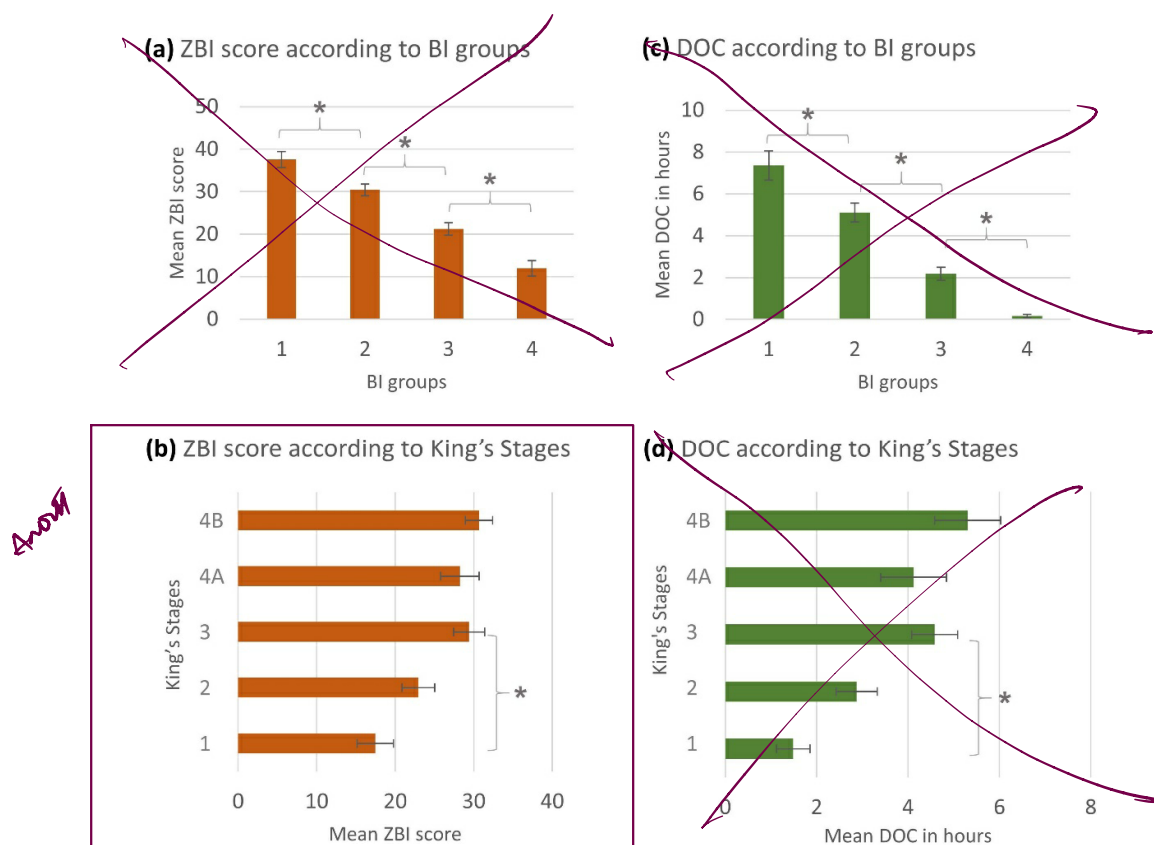 (a) ZBI score according to BI groups
50
40
30
20
10
0
Mean ZBI score
*
*
*
1 2 3 4
BI groups
(c) DOC according to BI groups
10
8
6
4
2
0
Mean DOC in hours
*
*
*
1 2 3 4
BI groups
(b) ZBI score according to King's Stages
4B
4A
3
2
1
King's Stages
*
0 10 20 30 40
Mean ZBI score
(d) DOC according to King's Stages
4B
4A
3
2
1
King's Stages
*
0 2 4 6 8
Mean DOC in hours